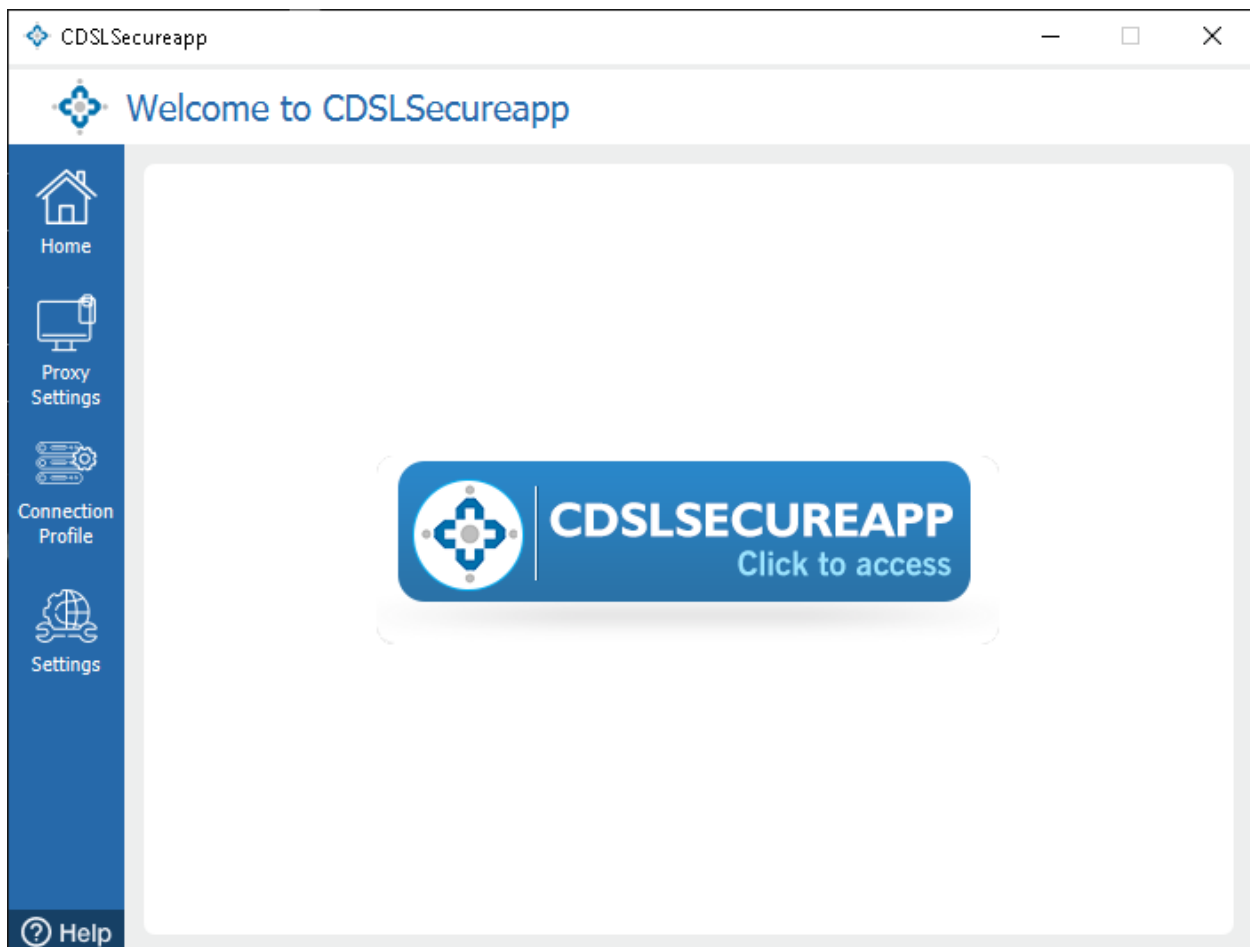 CDSLSecureapp
Welcome to CDSLSecureapp
Home
Proxy
Settings
Connection
Profile
Settings
Help
CDSLSECUREAPP
Click to access